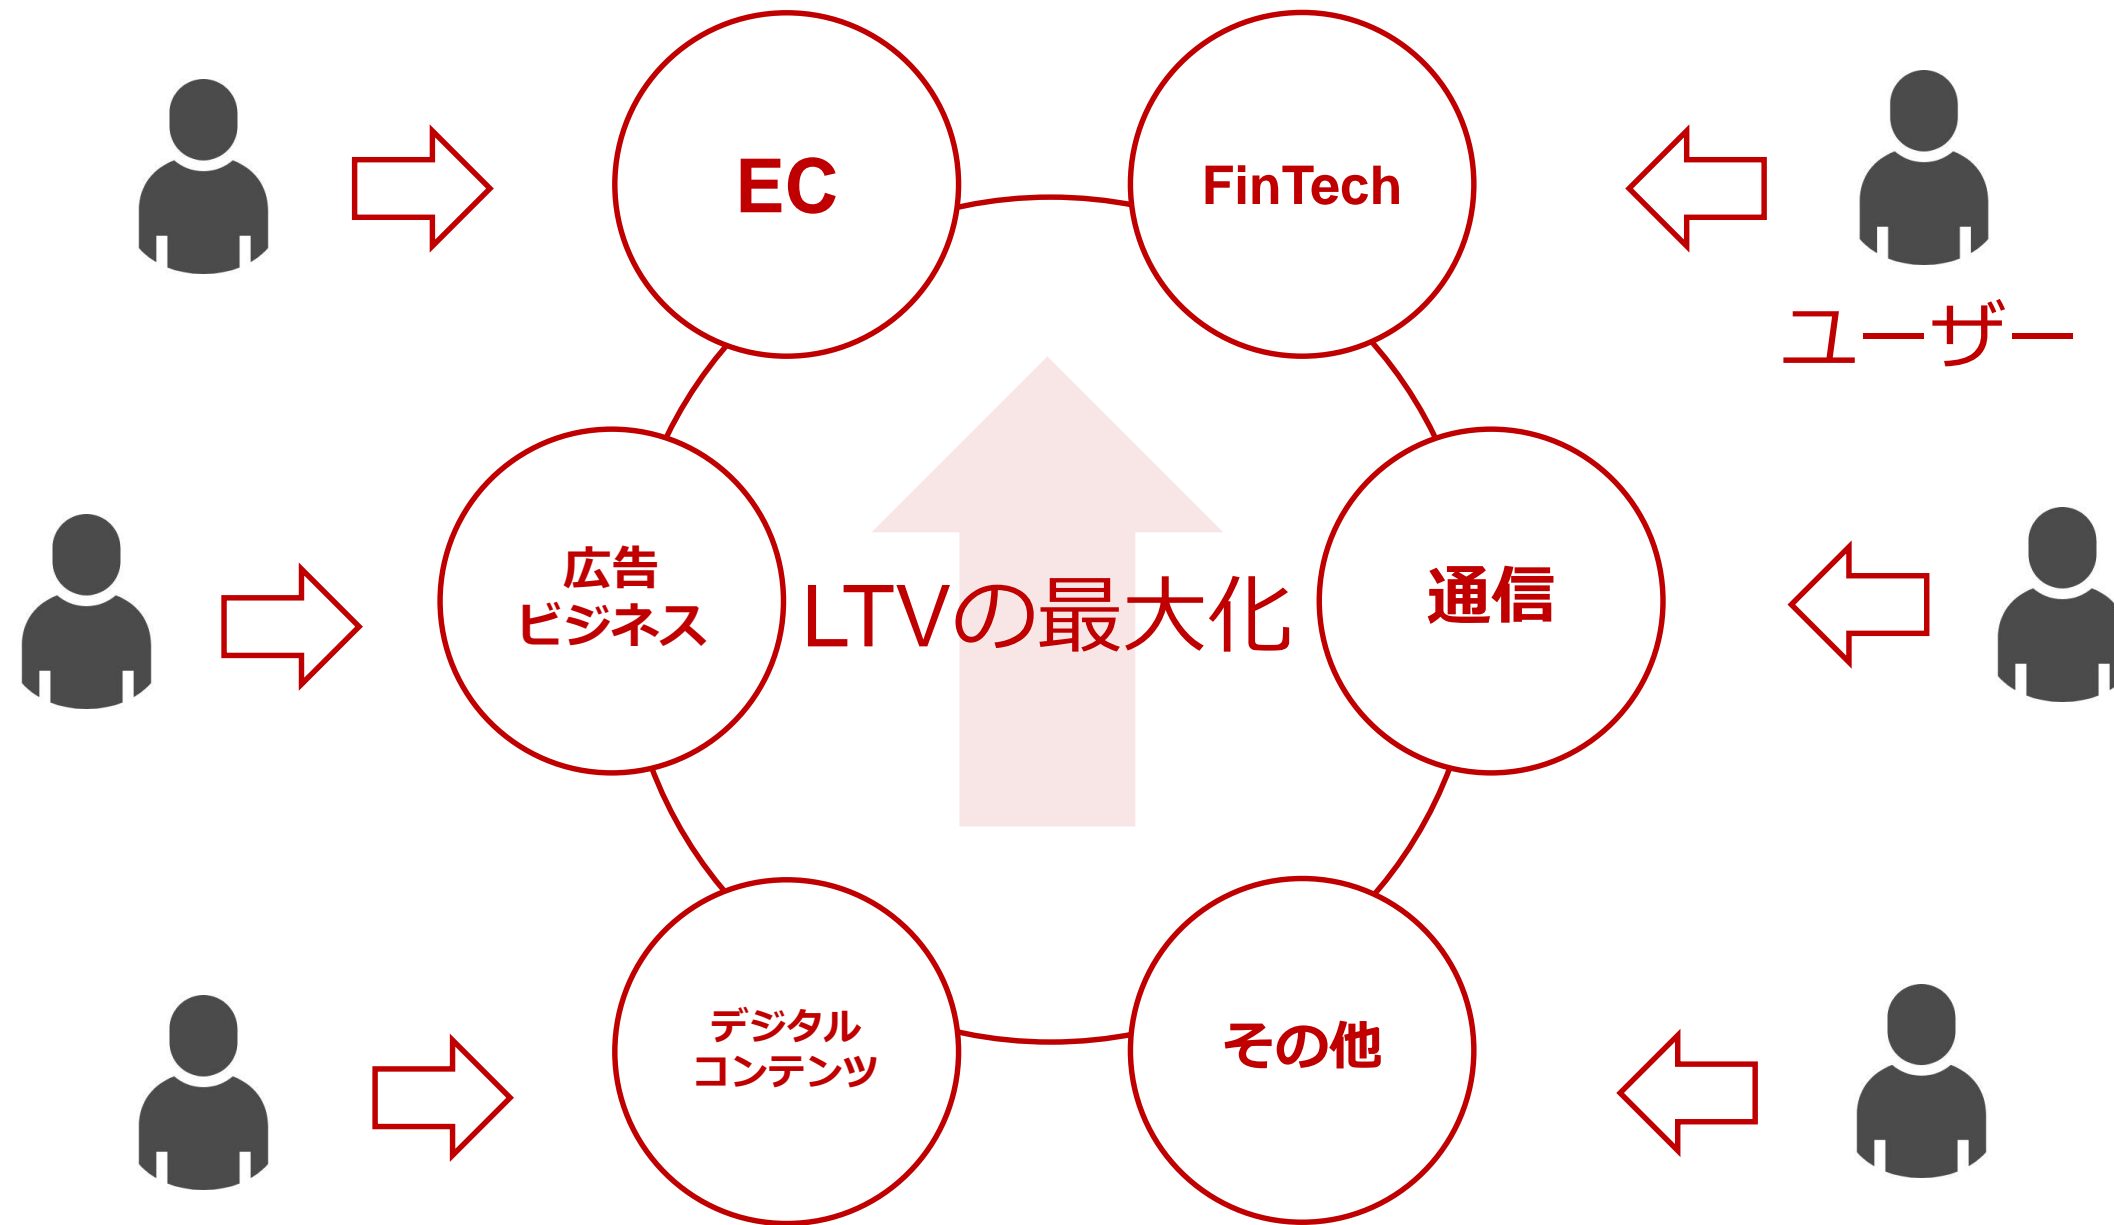 EC
FinTech
ユーザー
広告
ビジネス
LTVの最大化
通信
デジタル
コンテンツ
その他